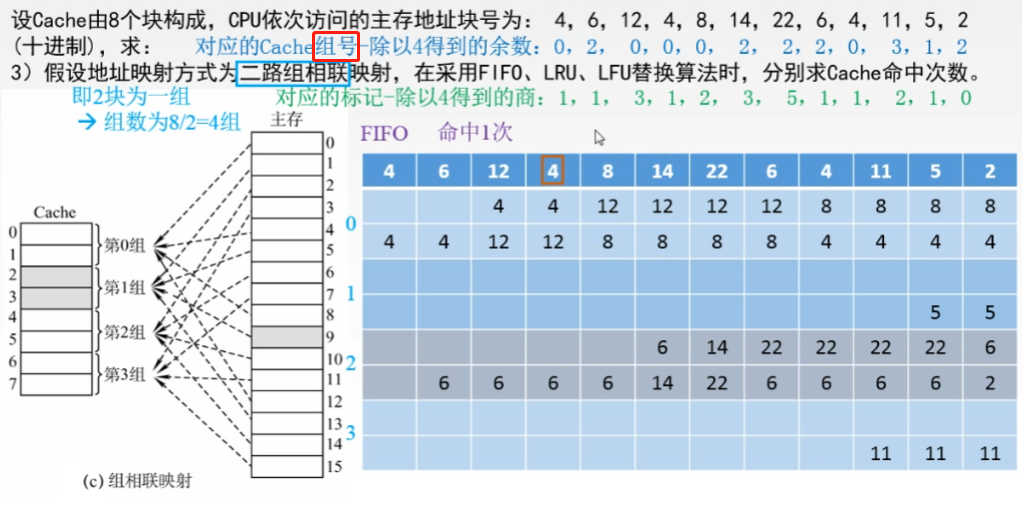 设Cache由8个块构成，CPU依次访问的主存地址块号为： 4，6，12，4，8，14，22，6，4，11，5，2
(十进制)，求： 对应的Cache组号-除以4得到的余数：0，2， 0，0，0， 2， 2，2，0， 3，1，2
3）假设地址映射方式为二路组相联映射，在采用FIFO、LRU、LFU替换算法时，分别求Cache命中次数。
即2块为一组 对应的标记-除以4得到的商：1，1， 3，1，2， 3， 5，1，1， 2，1，0
→ 组数为8/2=4组
主存
FIFO 命中1次
Cache
0
1
2
3
4
5
6
7
第0组
第1组
第2组
第3组
0
1
2
3
4
5
6
7
8
9
10
11
12
13
14
15
(c) 组相联映射
4 6 12 4 8 14 22 6 4 11 5 2
0
4 4 12 12 12 12 8 8 8 8
4 4 12 12 8 8 8 8 4 4 4 4
1
5 5
2
6 14 22 22 22 22 6
6 6 6 6 14 22 6 6 6 6 2
3
11 11 11